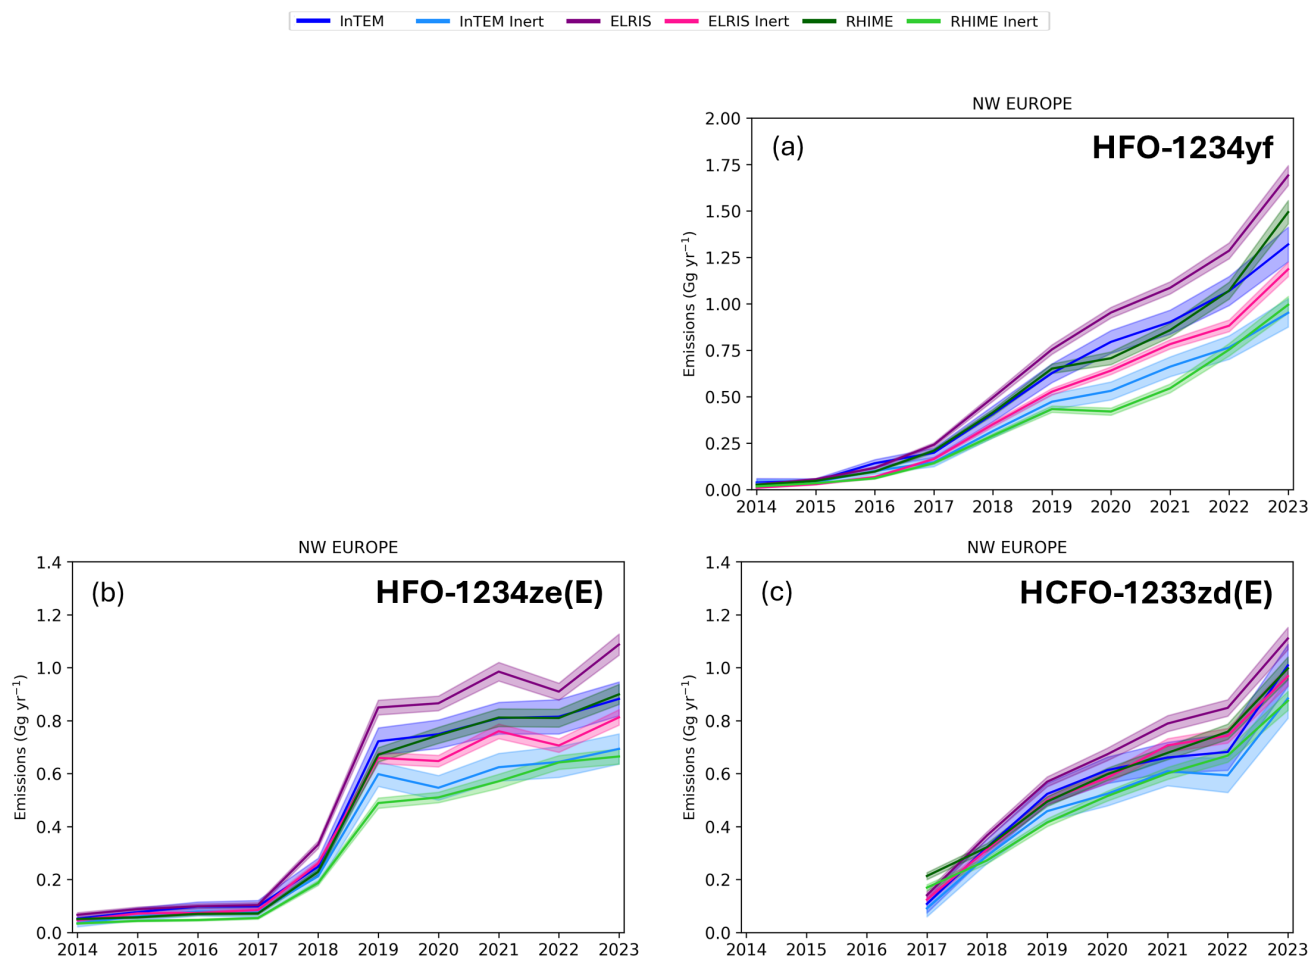 InTEM InTEM Inert ELRIS ELRIS Inert RHIME RHIME Inert
NW EUROPE
(a) HFO-1234yf
Emissions (Gg yr⁻¹)
2.00
1.75
1.50
1.25
1.00
0.75
0.50
0.25
0.00
2014 2015 2016 2017 2018 2019 2020 2021 2022 2023
NW EUROPE
(b) HFO-1234ze(E)
Emissions (Gg yr⁻¹)
1.4
1.2
1.0
0.8
0.6
0.4
0.2
0.0
2014 2015 2016 2017 2018 2019 2020 2021 2022 2023
NW EUROPE
(c) HCFO-1233zd(E)
Emissions (Gg yr⁻¹)
1.4
1.2
1.0
0.8
0.6
0.4
0.2
0.0
2014 2015 2016 2017 2018 2019 2020 2021 2022 2023